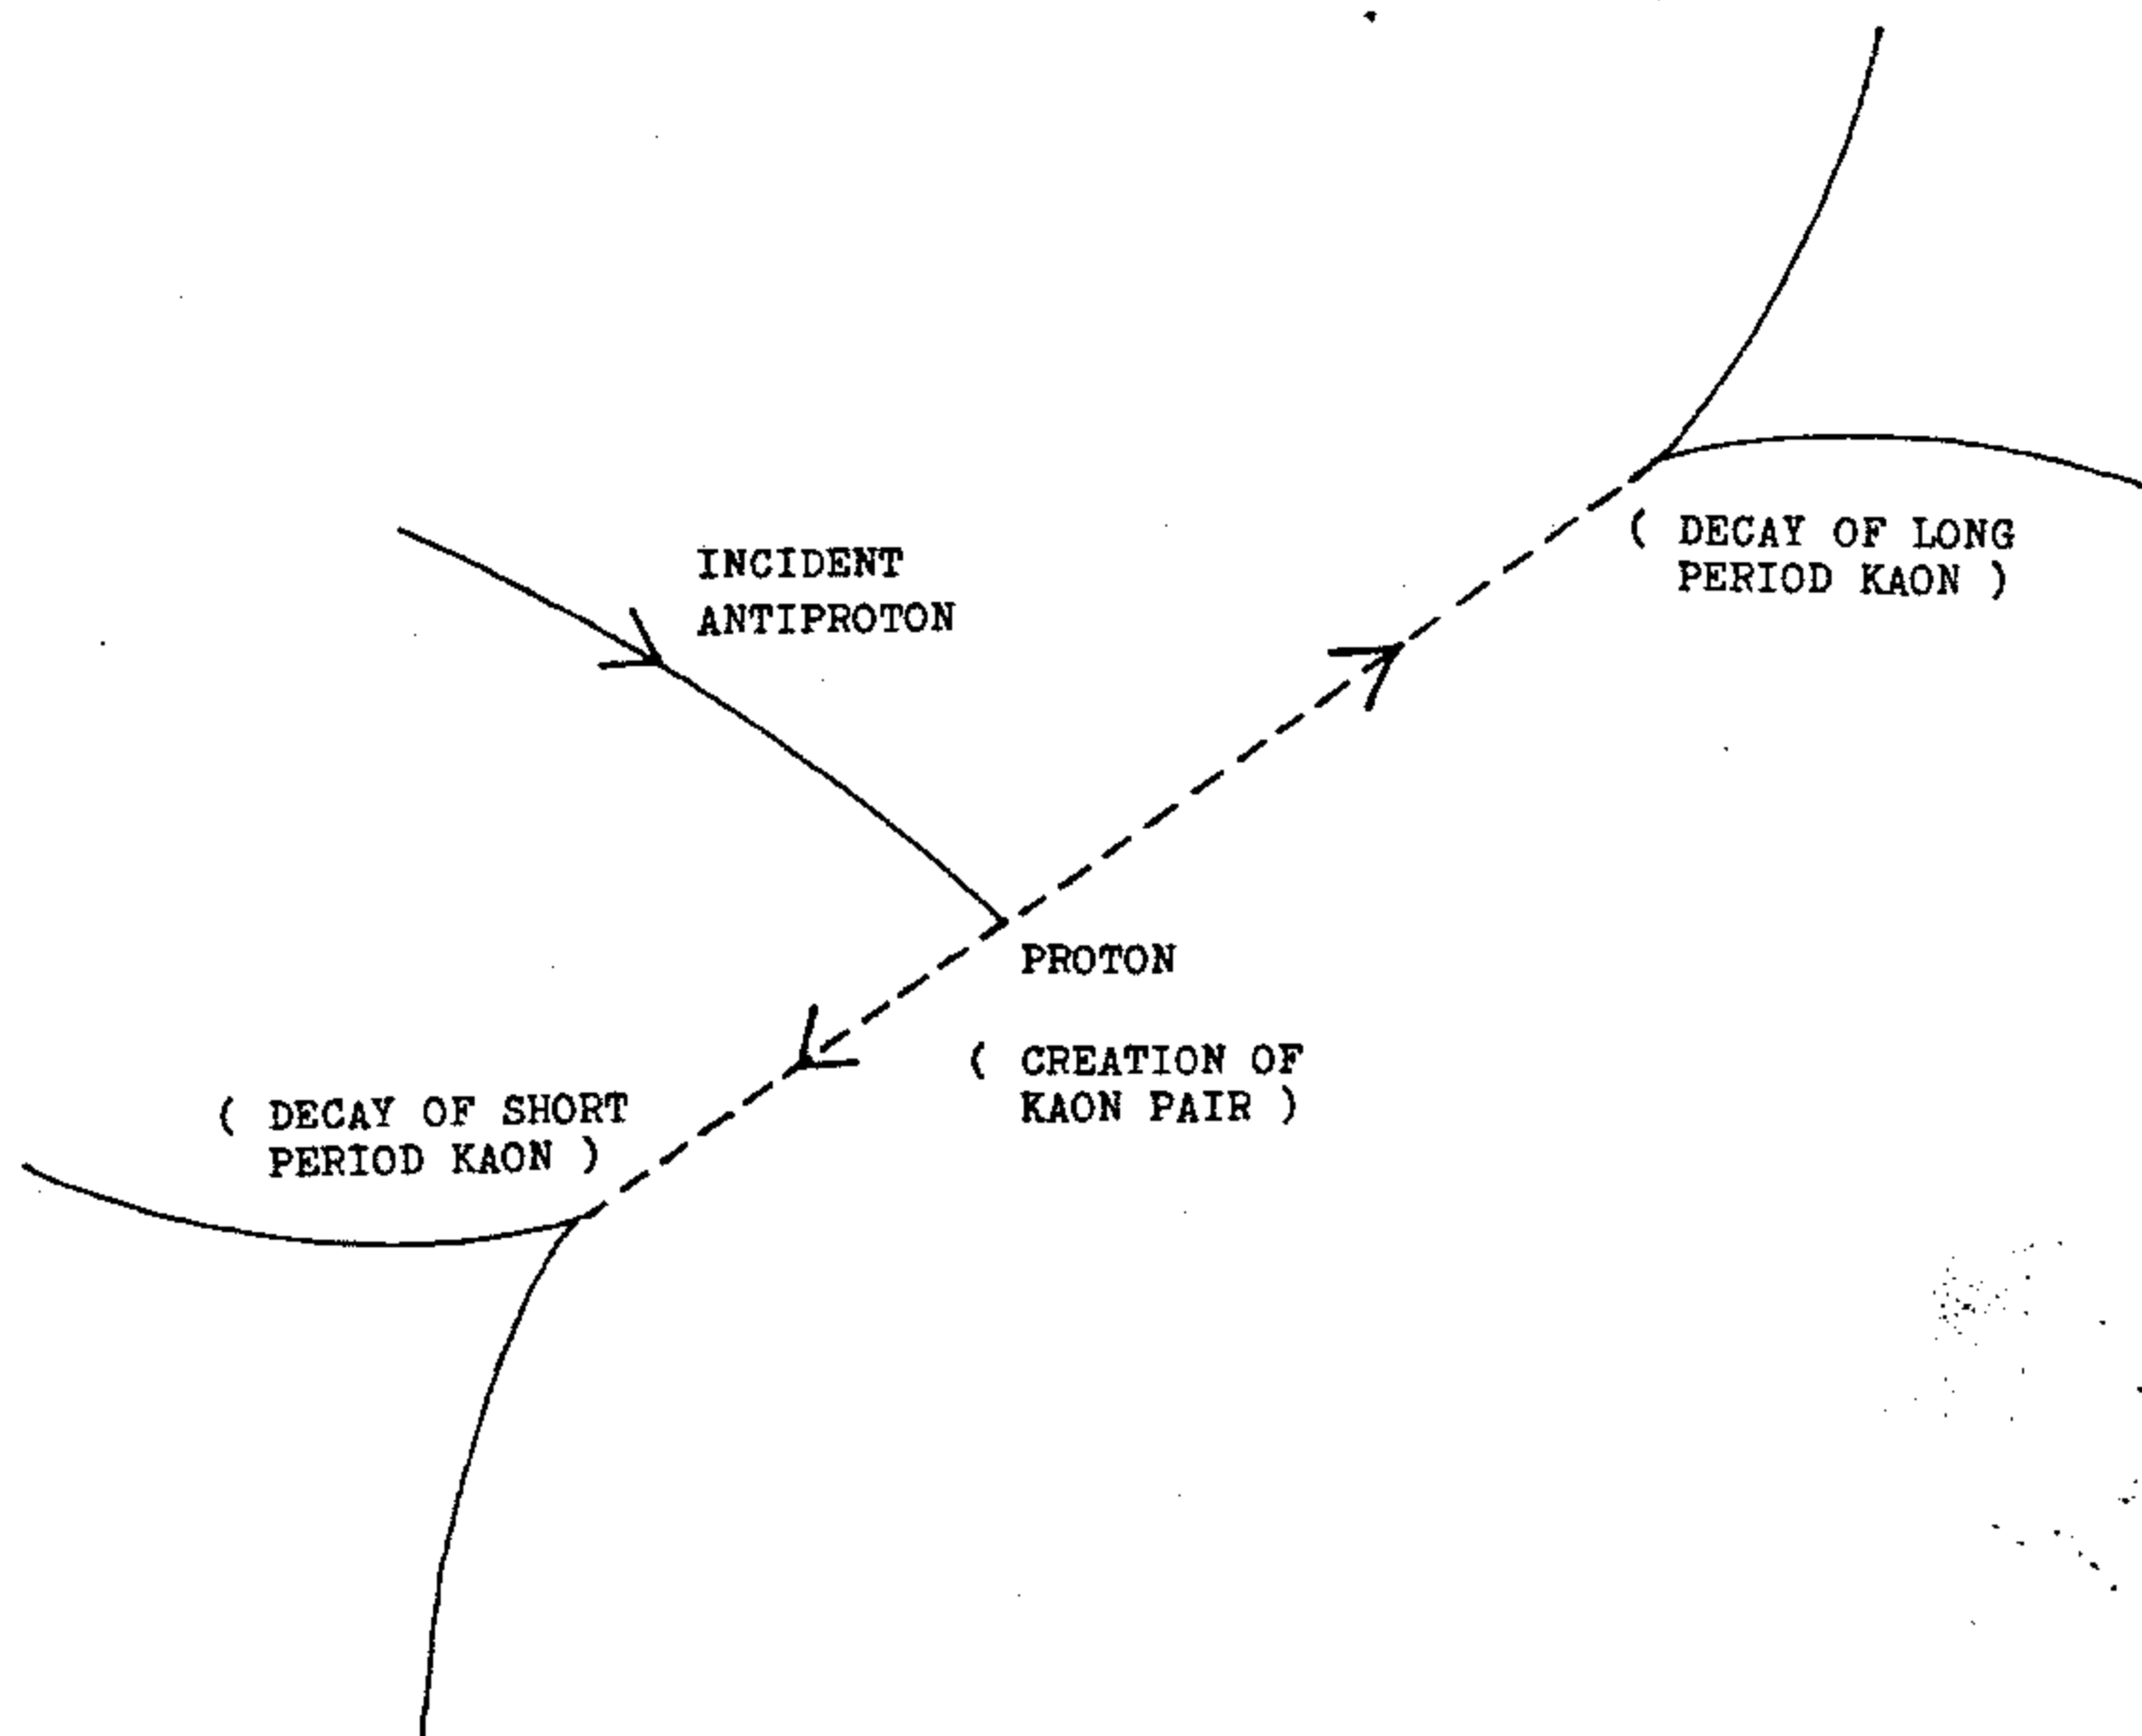 INCIDENT
ANTIPROTON
( DECAY OF LONG
PERIOD KAON )
PROTON
( CREATION OF
KAON PAIR )
( DECAY OF SHORT
PERIOD KAON )